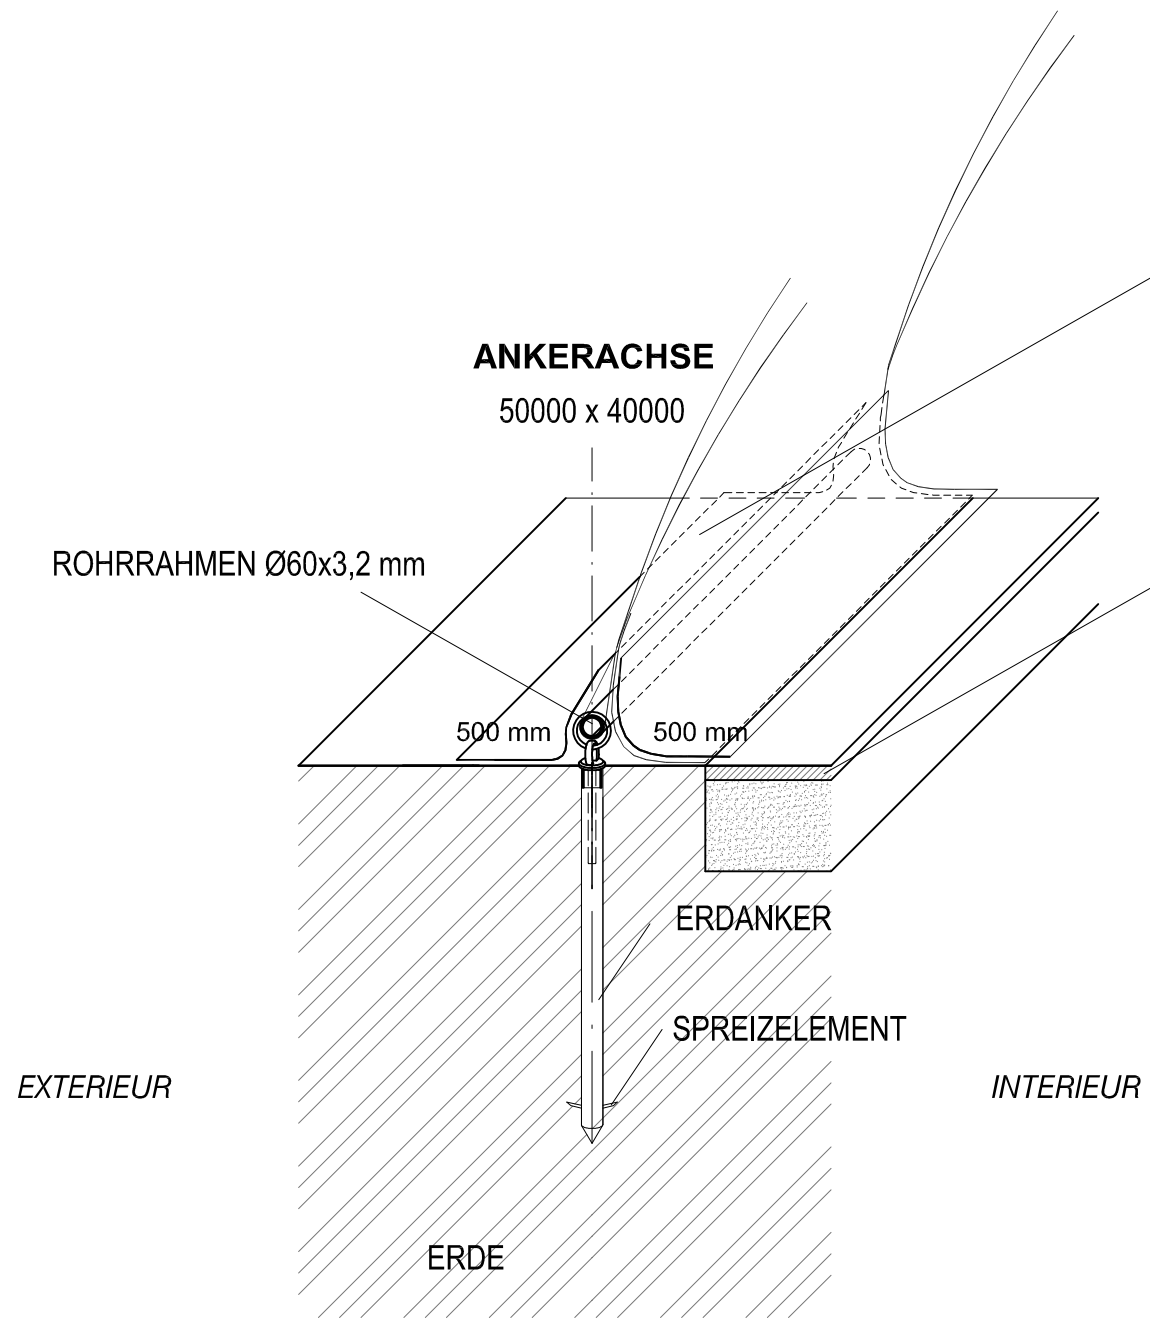 ANKERACHSE
50000 x 40000
ROHRRAHMEN Ø60x3,2 mm
500 mm 500 mm
ERDANKER
SPREIZELEMENT
EXTERIEUR INTERIEUR
ERDE